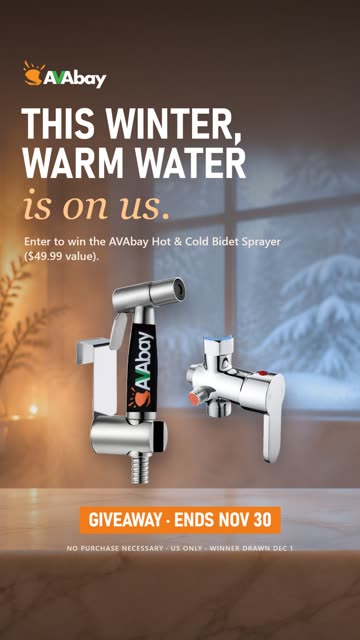 AVAbay
THIS WINTER,
WARM WATER
is on us.
Enter to win the AVAbay Hot & Cold Bidet Sprayer
($49.99 value).
AVAbay
GIVEAWAY · ENDS NOV 30
NO PURCHASE NECESSARY · US ONLY · WINNER DRAWN DEC 1